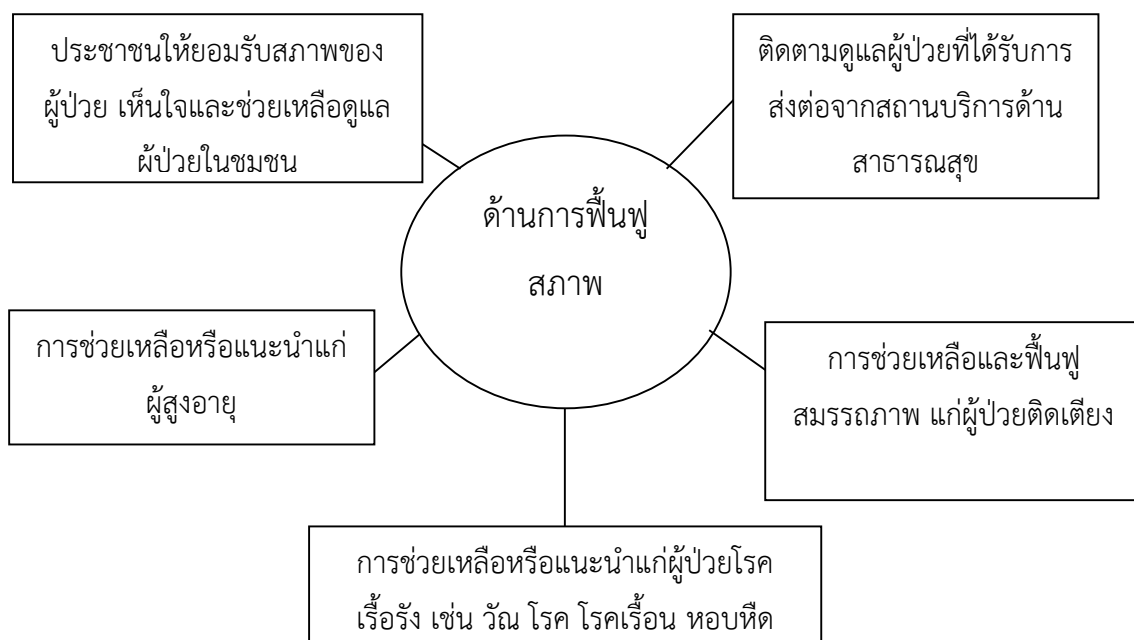 ประชาชนให้ยอมรับสภาพของ
ผู้ป่วย เห็นใจและช่วยเหลือดูแล
ผู้ป่วยในชุมชน
ติดตามดูแลผู้ป่วยที่ได้รับการ
ส่งต่อจากสถานบริการด้าน
สาธารณสุข
ด้านการฟื้นฟู
สภาพ
การช่วยเหลือหรือแนะนำแก่
ผู้สูงอายุ
การช่วยเหลือและฟื้นฟู
สมรรถภาพ แก่ผู้ป่วยติดเตียง
การช่วยเหลือหรือแนะนำแก่ผู้ป่วยโรค
เรื้อรัง เช่น วัณ โรค โรคเรื้อน หอบหืด